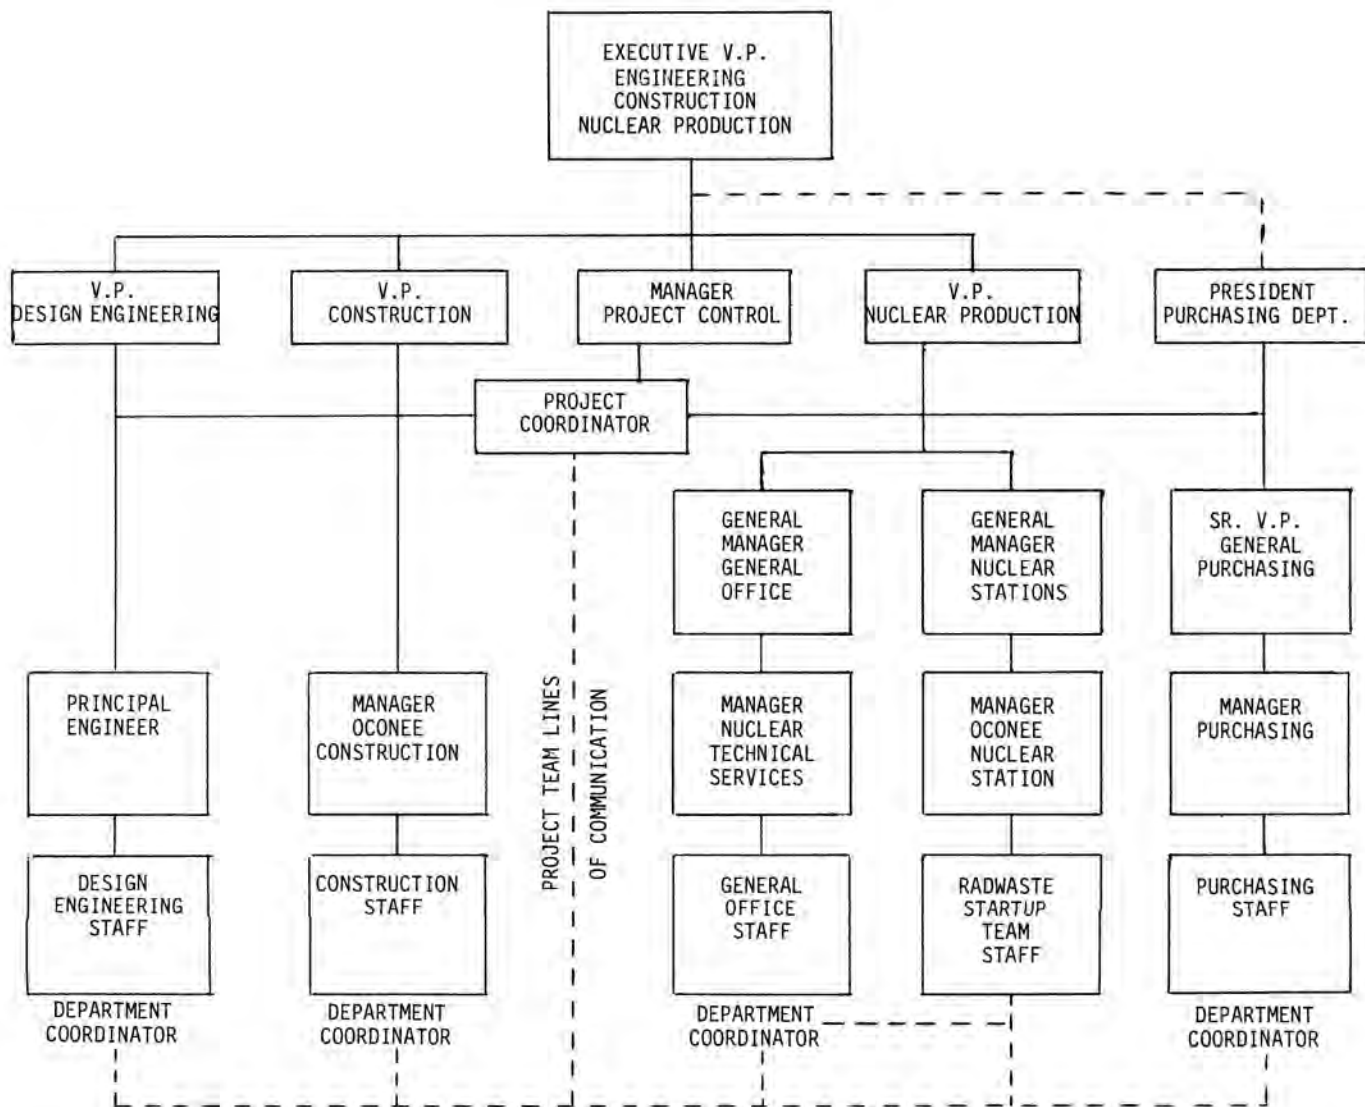 EXECUTIVE V.P.
ENGINEERING
CONSTRUCTION
NUCLEAR PRODUCTION
V.P.
DESIGN ENGINEERING
V.P.
CONSTRUCTION
MANAGER
PROJECT CONTROL
V.P.
NUCLEAR PRODUCTION
PRESIDENT
PURCHASING DEPT.
PROJECT
COORDINATOR
GENERAL
MANAGER
GENERAL
OFFICE
GENERAL
MANAGER
NUCLEAR
STATIONS
SR. V.P.
GENERAL
PURCHASING
PRINCIPAL
ENGINEER
MANAGER
OCONEE
CONSTRUCTION
PROJECT TEAM LINES
OF COMMUNICATION
MANAGER
NUCLEAR
TECHNICAL
SERVICES
MANAGER
OCONEE
NUCLEAR
STATION
MANAGER
PURCHASING
DESIGN
ENGINEERING
STAFF
CONSTRUCTION
STAFF
GENERAL
OFFICE
STAFF
RADWASTE
STARTUP
TEAM
STAFF
PURCHASING
STAFF
DEPARTMENT
COORDINATOR
DEPARTMENT
COORDINATOR
DEPARTMENT
COORDINATOR
DEPARTMENT
COORDINATOR